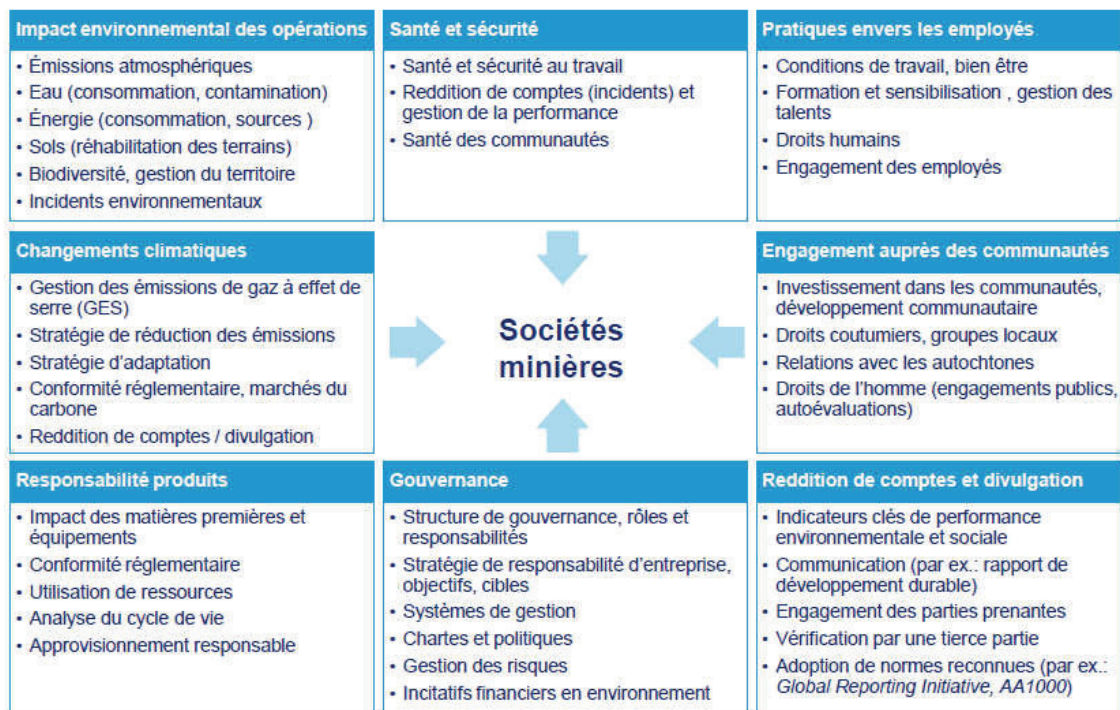 Impact environnemental des opérations
• Émissions atmosphériques
• Eau (consommation, contamination)
• Énergie (consommation, sources )
• Sols (réhabilitation des terrains)
• Biodiversité, gestion du territoire
• Incidents environnementaux
Santé et sécurité
• Santé et sécurité au travail
• Reddition de comptes (incidents) et
gestion de la performance
• Santé des communautés
Pratiques envers les employés
• Conditions de travail, bien être
• Formation et sensibilisation , gestion des
talents
• Droits humains
• Engagement des employés
Changements climatiques
• Gestion des émissions de gaz à effet de
serre (GES)
• Stratégie de réduction des émissions
• Stratégie d'adaptation
• Conformité réglementaire, marchés du
carbone
• Reddition de comptes / divulgation
Sociétés
minières
Engagement auprès des communautés
• Investissement dans les communautés,
développement communautaire
• Droits coutumiers, groupes locaux
• Relations avec les autochtones
• Droits de l'homme (engagements publics,
autoévaluations)
Responsabilité produits
• Impact des matières premières et
équipements
• Conformité réglementaire
• Utilisation de ressources
• Analyse du cycle de vie
• Approvisionnement responsable
Gouvernance
• Structure de gouvernance, rôles et
responsabilités
• Stratégie de responsabilité d'entreprise,
objectifs, cibles
• Systèmes de gestion
• Chartes et politiques
• Gestion des risques
• Incitatifs financiers en environnement
Reddition de comptes et divulgation
• Indicateurs clés de performance
environnementale et sociale
• Communication (par ex.: rapport de
développement durable)
• Engagement des parties prenantes
• Vérification par une tierce partie
• Adoption de normes reconnues (par ex.:
Global Reporting Initiative, AA1000)